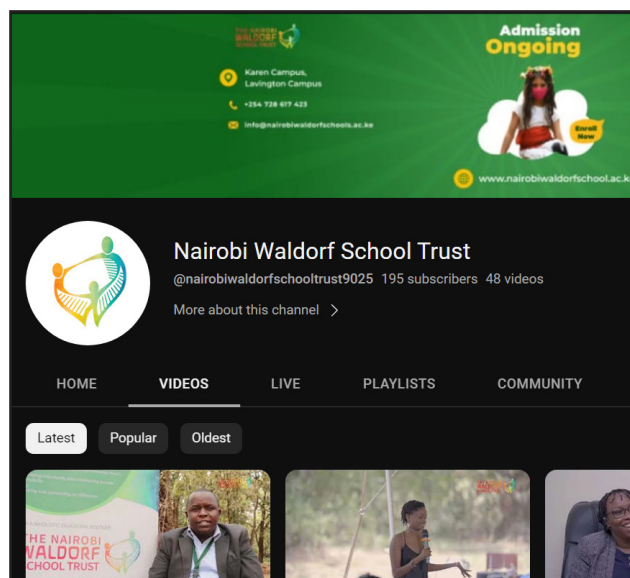 THE NAIROBI
WALDORF
SCHOOL TRUST
Admission
Ongoing
Karen Campus,
Lavington Campus
+254 728 617 423
info@nairobiwaldorfschools.ac.ke
Enroll
Now
www.nairobiwaldorfschool.ac.k
Nairobi Waldorf School Trust
@nairobiwaldorfschooltrust9025 195 subscribers 48 videos
More about this channel
HOME VIDEOS LIVE PLAYLISTS COMMUNITY
Latest Popular Oldest
THE NAIROBI
WALDORF
SCHOOL TRUST